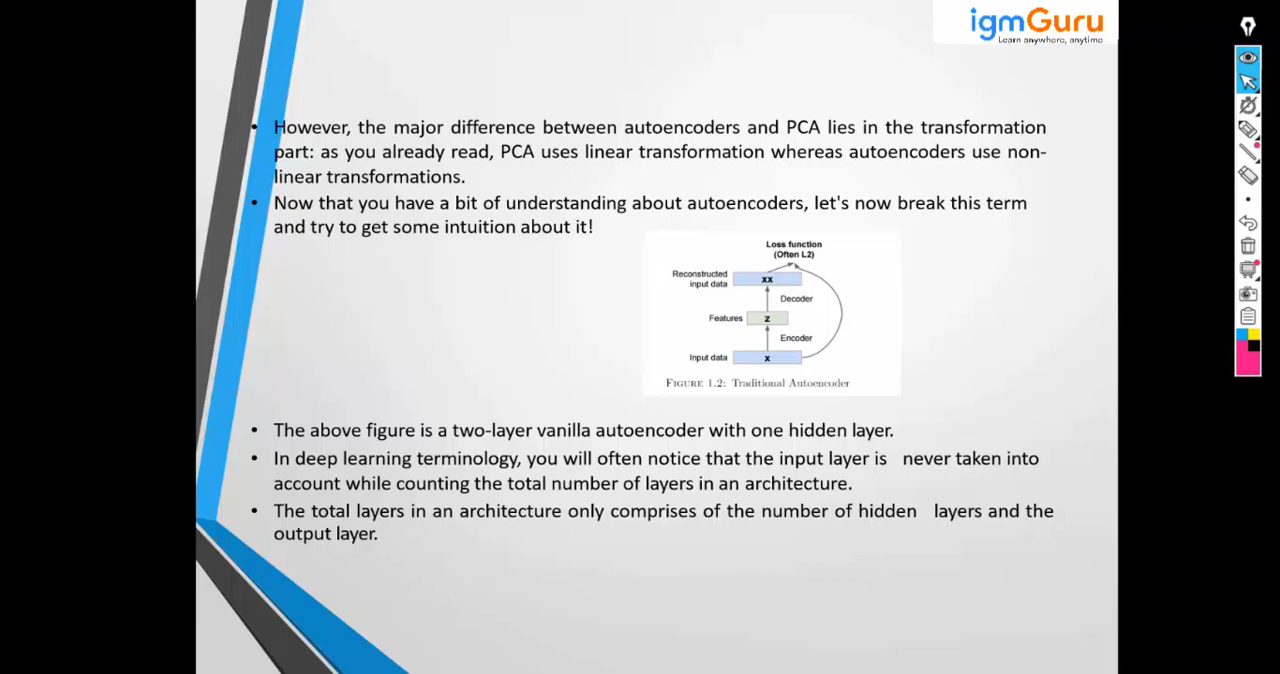 igmGuru
Learn anywhere, anytime
• However, the major difference between autoencoders and PCA lies in the transformation
part: as you already read, PCA uses linear transformation whereas autoencoders use non-
linear transformations.
• Now that you have a bit of understanding about autoencoders, let's now break this term
and try to get some intuition about it!
Loss function
(Often L2)
Reconstructed
input data
xx
Decoder
Features
z
Encoder
Input data
x
FIGURE 1.2: Traditional Autoencoder
• The above figure is a two-layer vanilla autoencoder with one hidden layer.
• In deep learning terminology, you will often notice that the input layer is never taken into
account while counting the total number of layers in an architecture.
• The total layers in an architecture only comprises of the number of hidden layers and the
output layer.